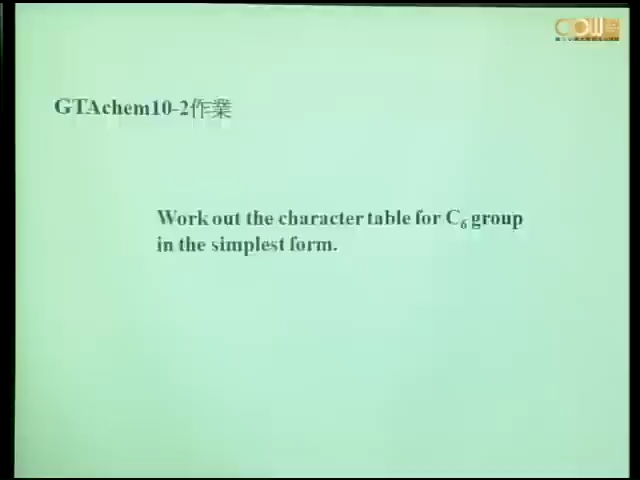 GTAchem10-2作業
Work out the character table for C₆ group
in the simplest form.